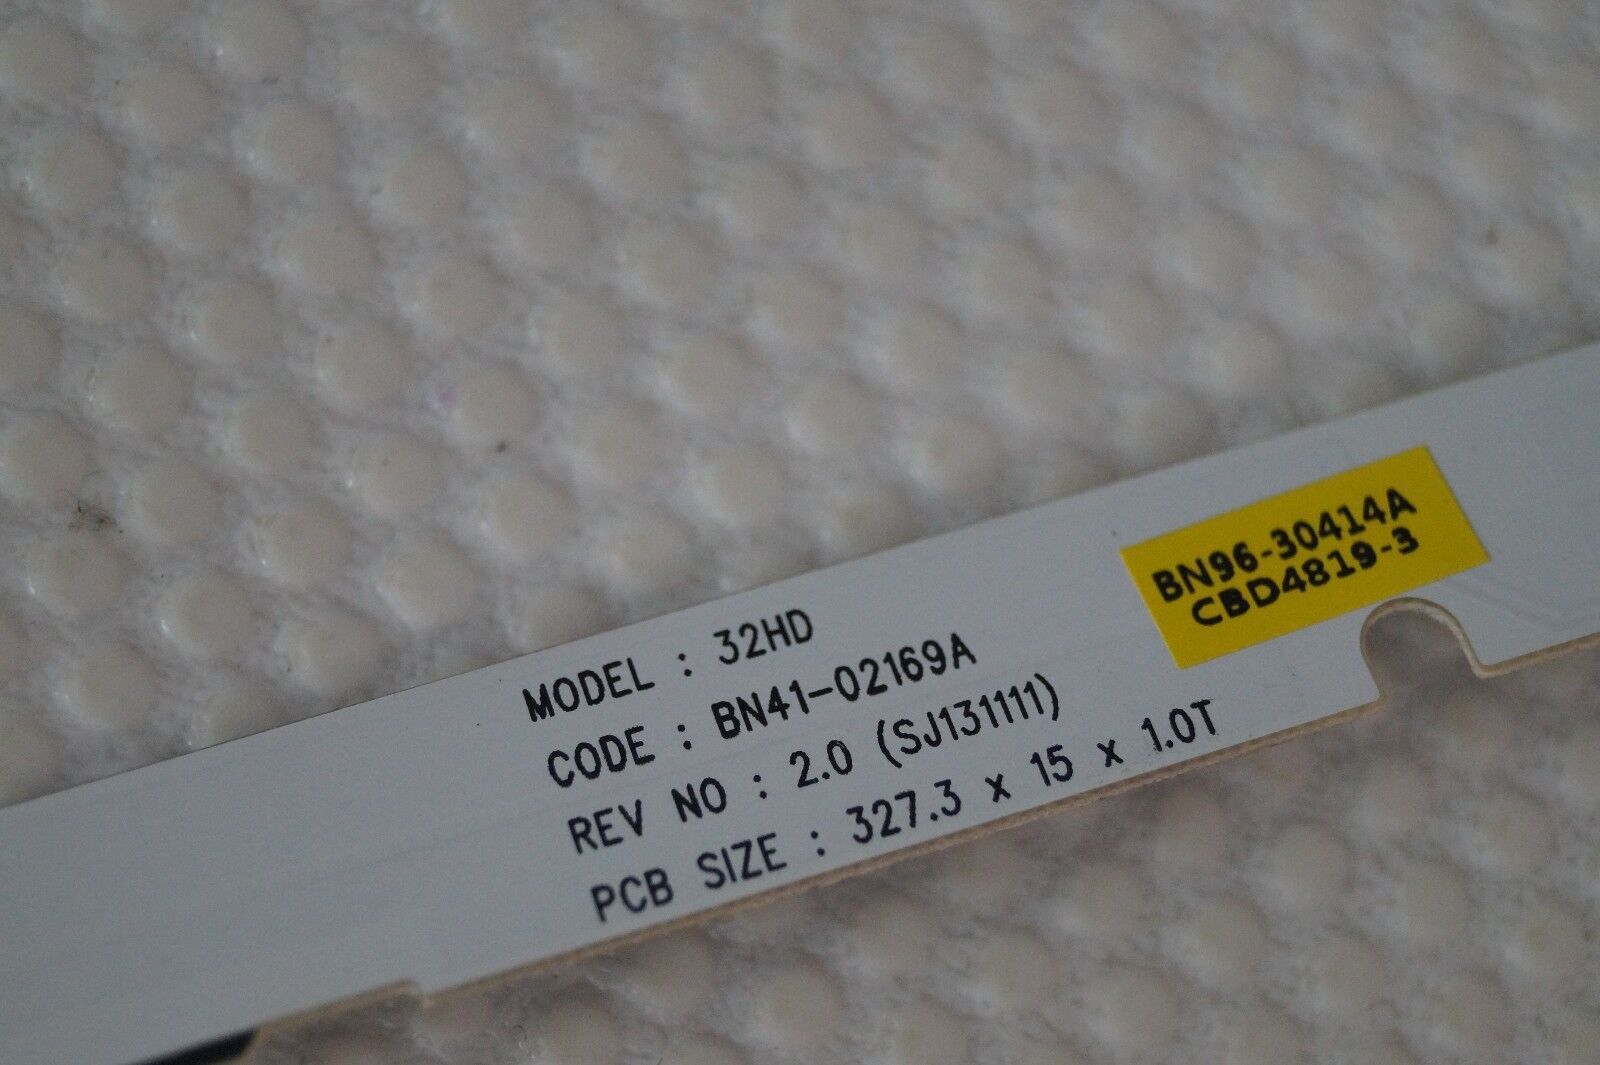 MODEL : 32HD
CODE : BN41-02169A
REV NO : 2.0 (SJ131111)
PCB SIZE : 327.3 x 15 x 1.0T
BN96-30414A
CBD4819-3